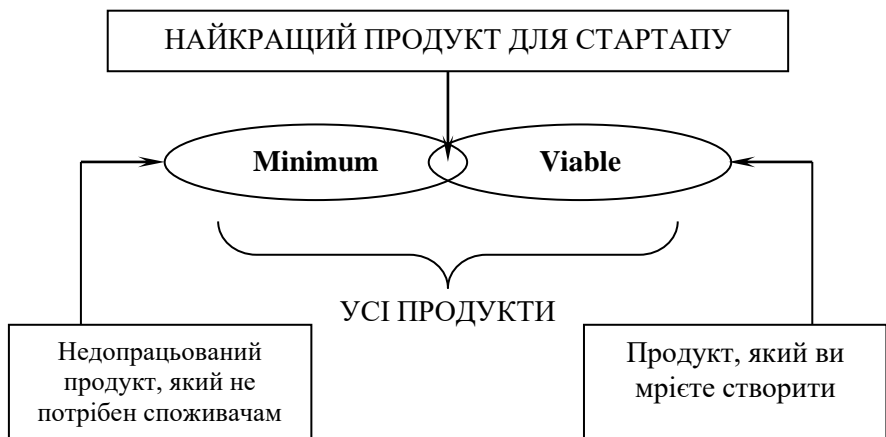 НАЙКРАЩИЙ ПРОДУКТ ДЛЯ СТАРТАПУ
Minimum
Viable
УСІ ПРОДУКТИ
Недопрацьований
продукт, який не
потрібен споживачам
Продукт, який ви
мрієте створити